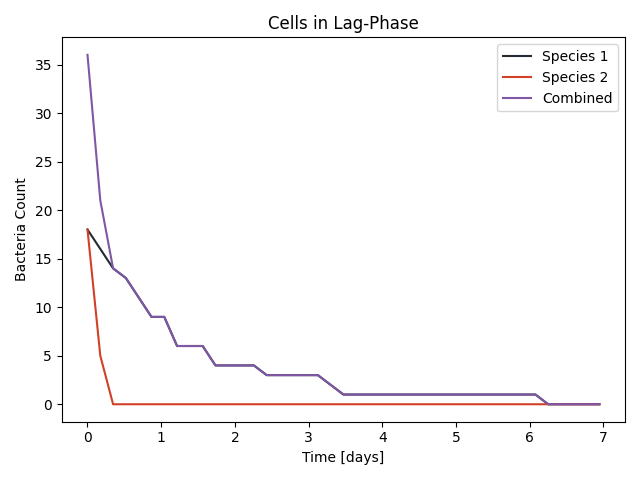 Cells in Lag-Phase
Species 1
Species 2
Combined
Bacteria Count
35
30
25
20
15
10
5
0
0 1 2 3 4 5 6 7
Time [days]